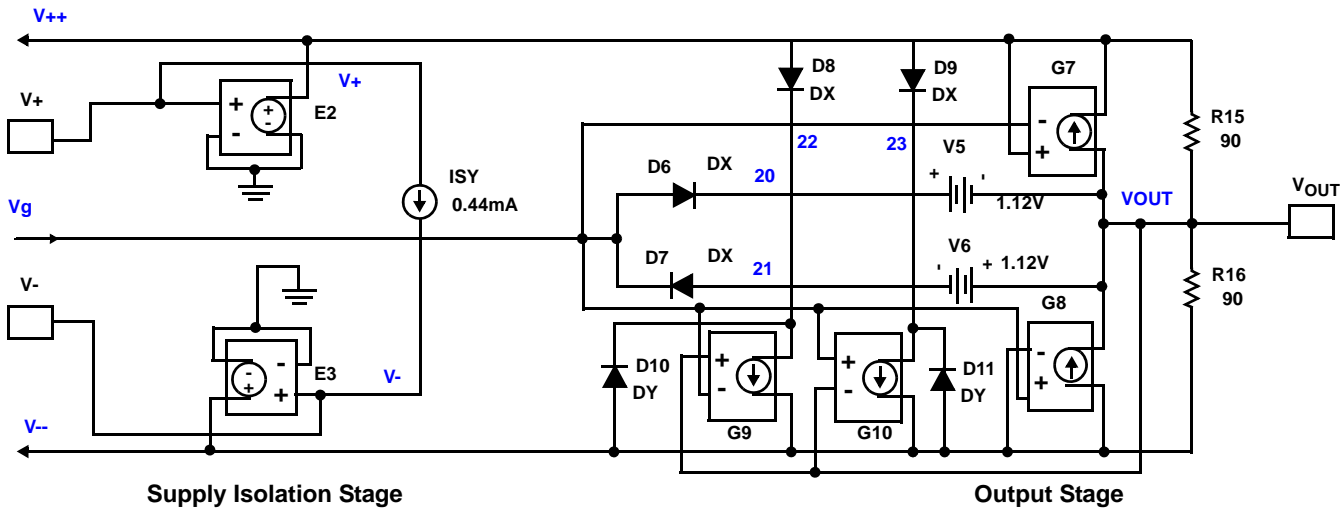 V++
V+
V+
+
-
+
-
E2
ISY
0.44mA
Vg
V-
-
+
-
+
E3
V-
V--
D8
DX
D9
DX
G7
-
+
R15
90
22
23
V5
+
-
1.12V
D6
DX
20
VOUT
VOUT
D7
DX
21
V6
-
+
1.12V
G8
-
+
R16
90
D10
DY
+
-
G9
+
-
G10
D11
DY
Supply Isolation Stage
Output Stage